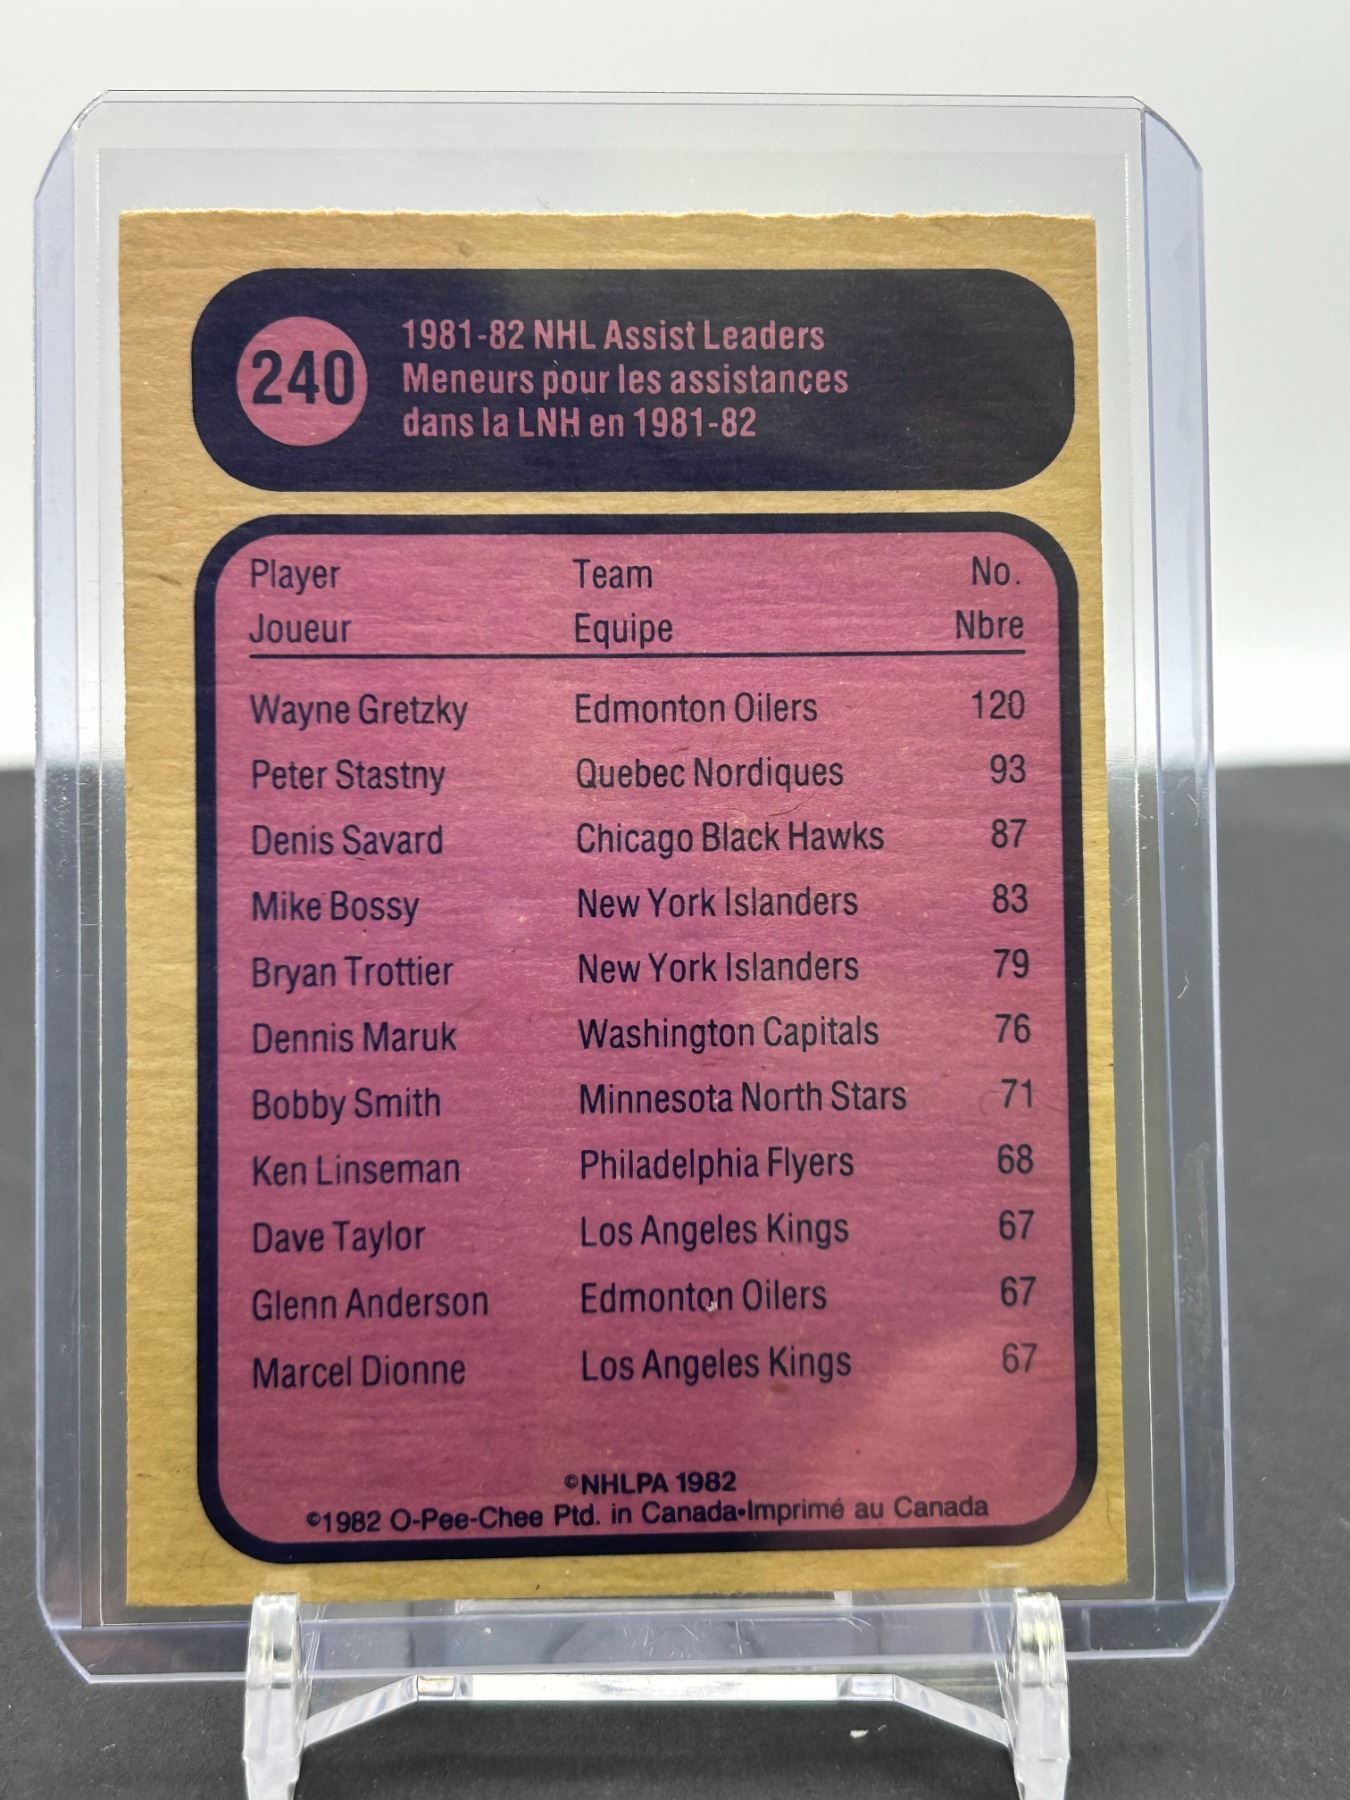 240
1981-82 NHL Assist Leaders
Meneurs pour les assistances
dans la LNH en 1981-82
Player Team No.
Joueur Equipe Nbre
Wayne Gretzky Edmonton Oilers 120
Peter Stastny Quebec Nordiques 93
Denis Savard Chicago Black Hawks 87
Mike Bossy New York Islanders 83
Bryan Trottier New York Islanders 79
Dennis Maruk Washington Capitals 76
Bobby Smith Minnesota North Stars 71
Ken Linseman Philadelphia Flyers 68
Dave Taylor Los Angeles Kings 67
Glenn Anderson Edmonton Oilers 67
Marcel Dionne Los Angeles Kings 67
©NHLPA 1982
©1982 O-Pee-Chee Ptd. in Canada•Imprimé au Canada